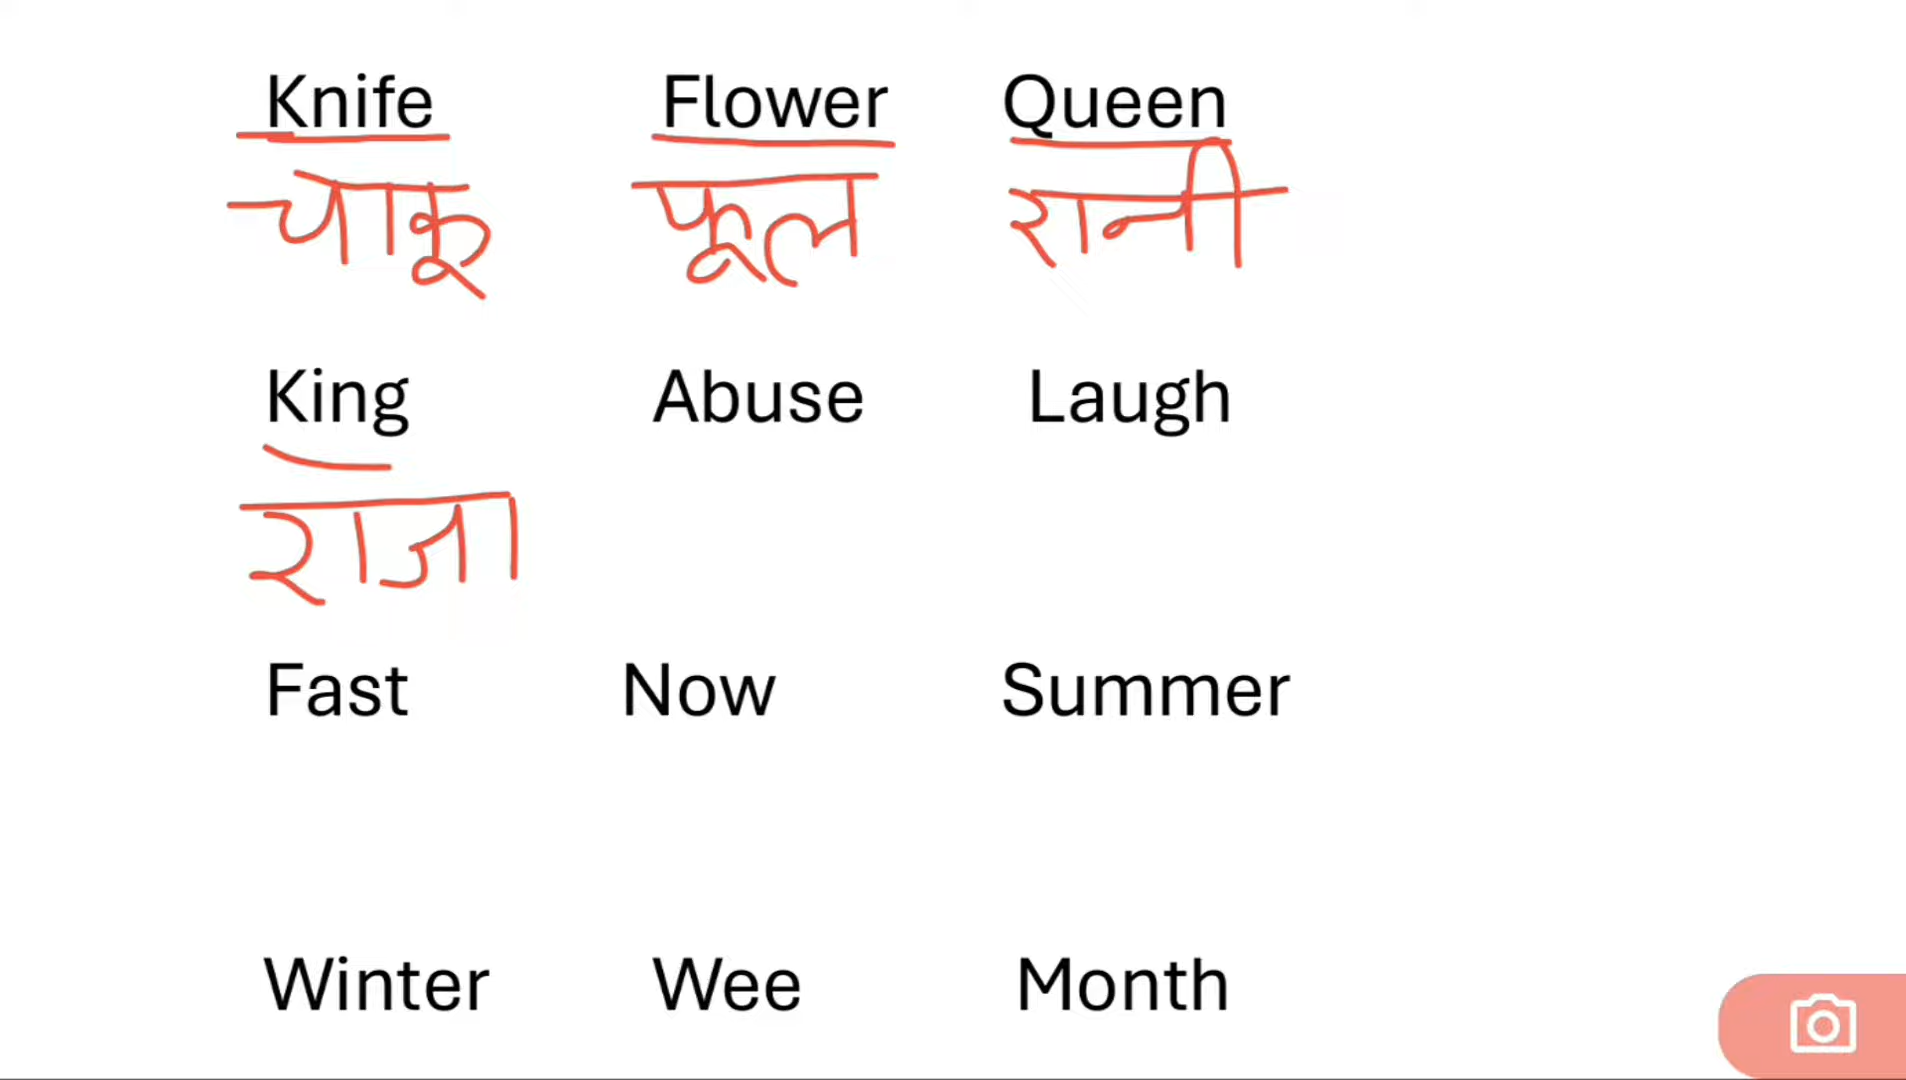 Knife Flower Queen
चाकू फूल रानी
King Abuse Laugh
राजा
Fast Now Summer
Winter Wee Month